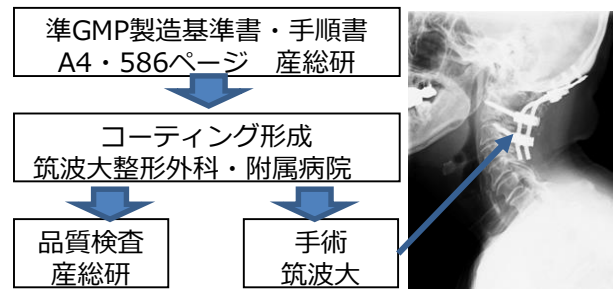 準GMP製造基準書・手順書
A4・586ページ　産総研
コーティング形成
筑波大整形外科・附属病院
品質検査
産総研
手術
筑波大